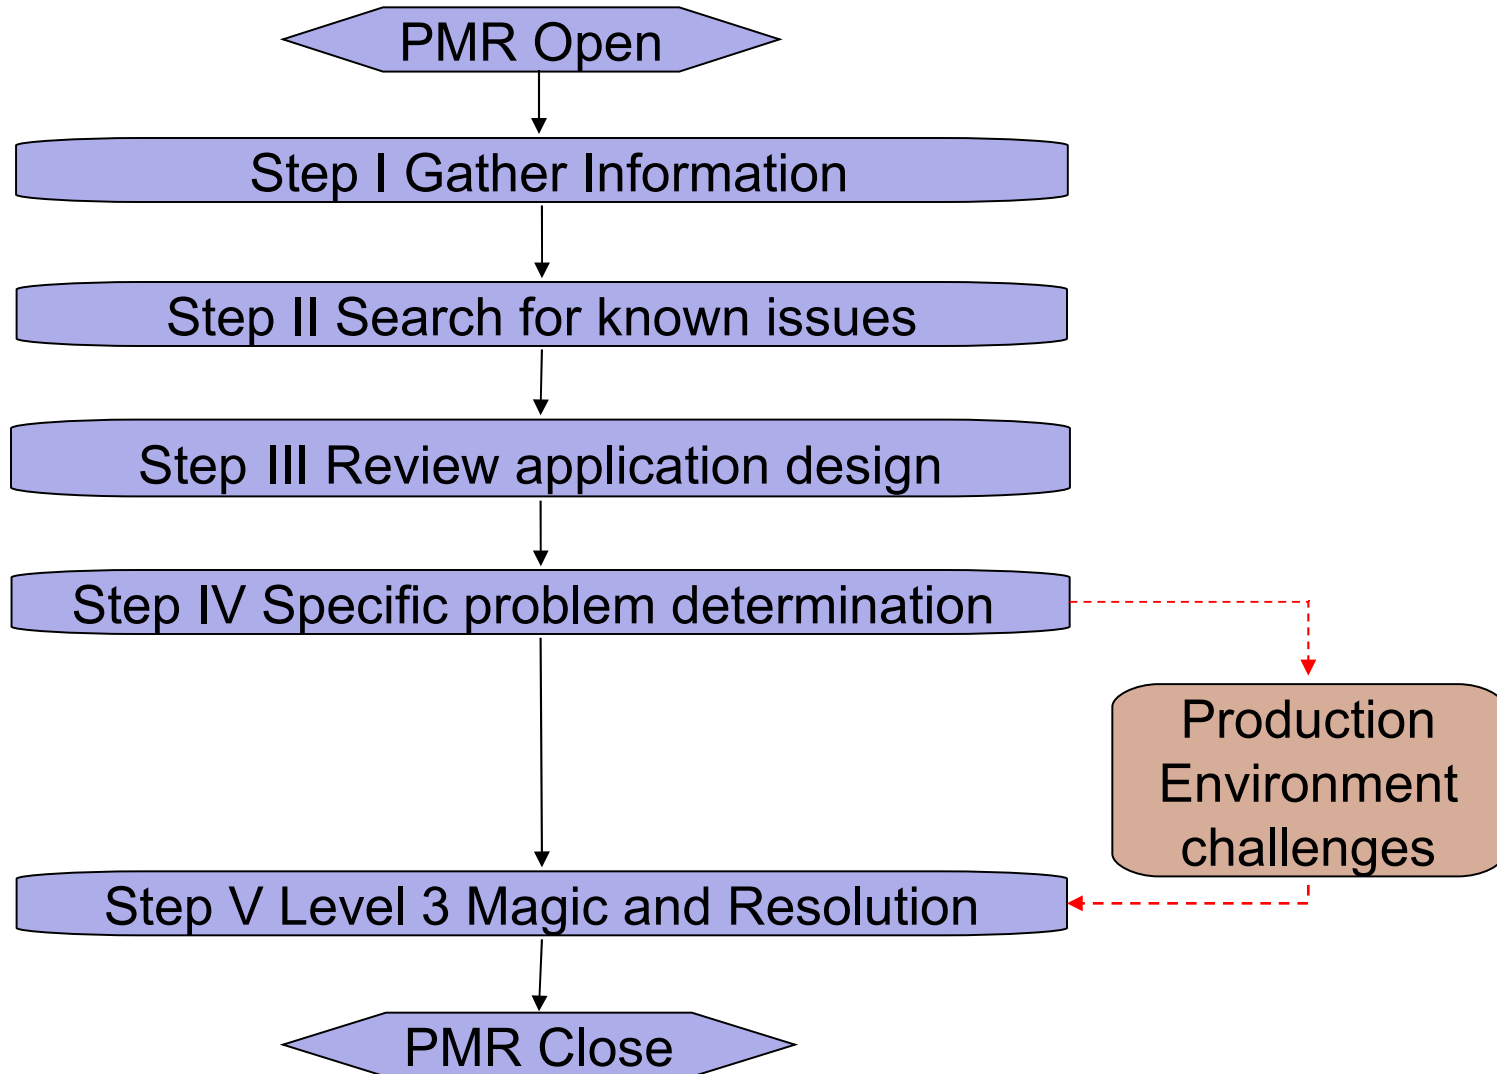 PMR Open
Step I Gather Information
Step II Search for known issues
Step III Review application design
Step IV Specific problem determination
Production
Environment
challenges
Step V Level 3 Magic and Resolution
PMR Close